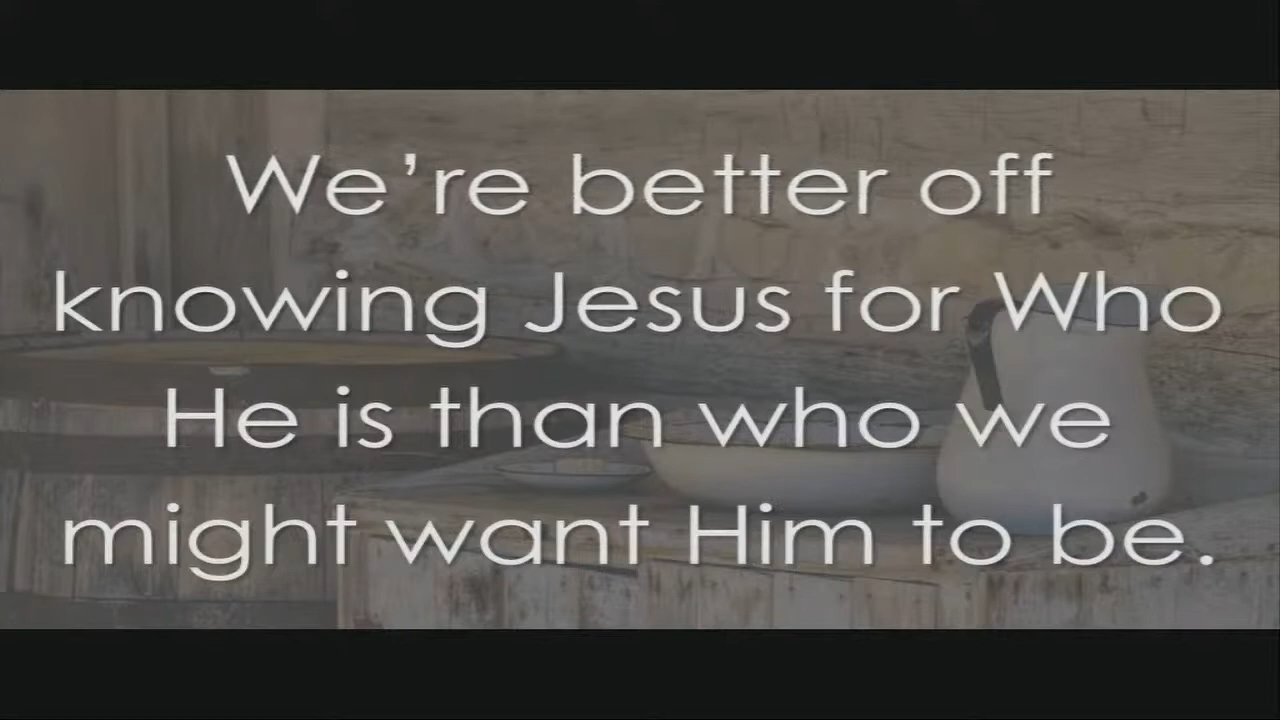 We’re better off
knowing Jesus for Who
He is than who we
might want Him to be.